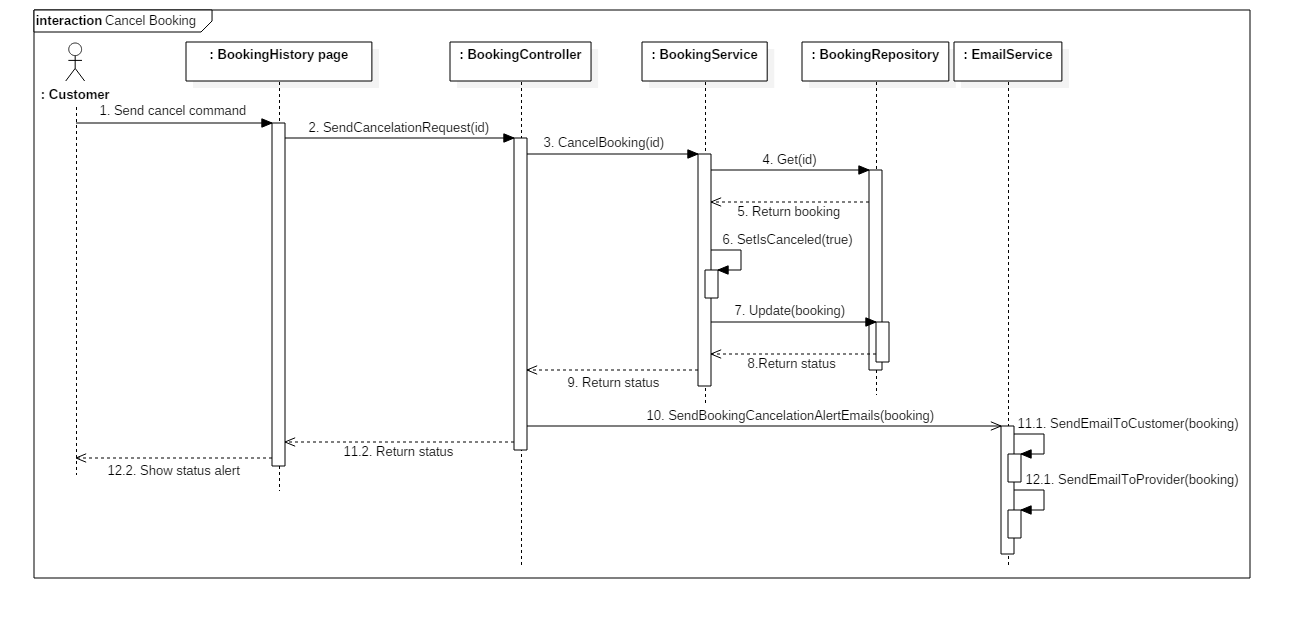 interaction Cancel Booking
: Customer
: BookingHistory page
: BookingController
: BookingService
: BookingRepository
: EmailService
1. Send cancel command
2. SendCancelationRequest(id)
3. CancelBooking(id)
4. Get(id)
5. Return booking
6. SetIsCanceled(true)
7. Update(booking)
8.Return status
9. Return status
10. SendBookingCancelationAlertEmails(booking)
11.1. SendEmailToCustomer(booking)
11.2. Return status
12.2. Show status alert
12.1. SendEmailToProvider(booking)